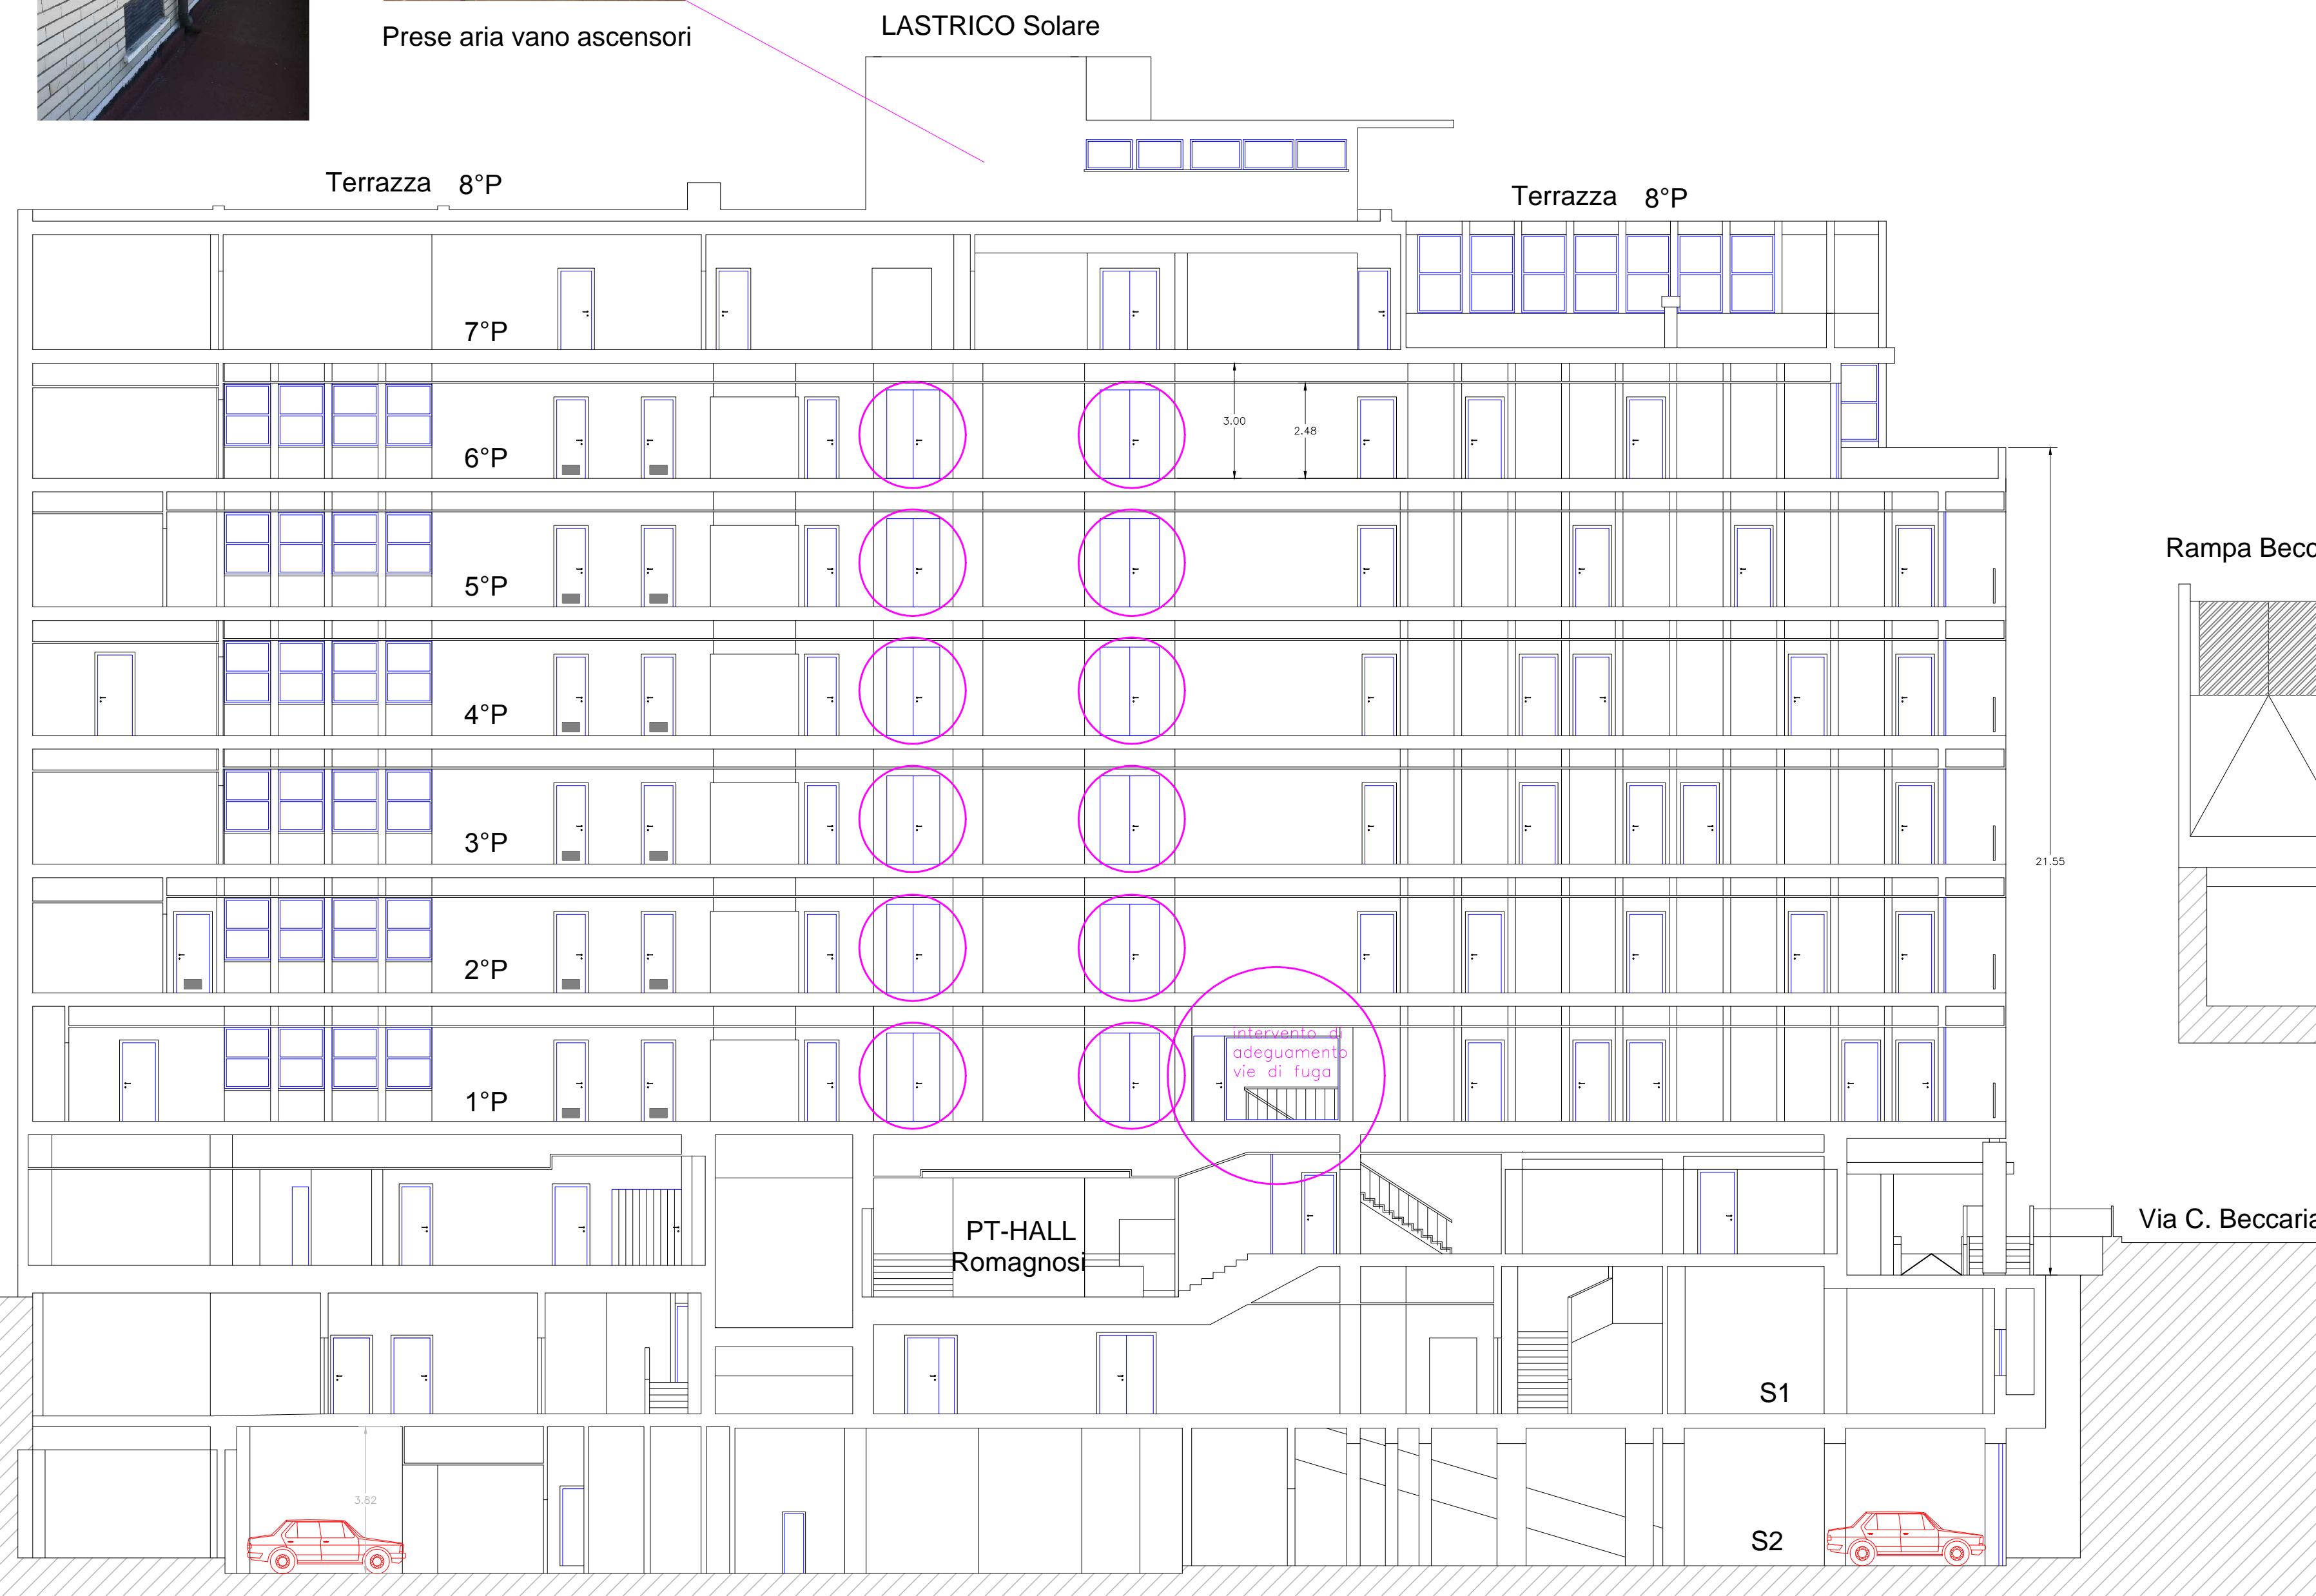 LASTRICO Solare
Prese aria vano ascensori
Terrazza 8°P
Terrazza 8°P
7°P
3.00
2.48
6°P
Rampa Becc
5°P
4°P
3°P
21.55
2°P
intervento di
adeguamento
vie di fuga
1°P
Via C. Beccaria
PT-HALL
Romagnosi
S1
3.82
S2